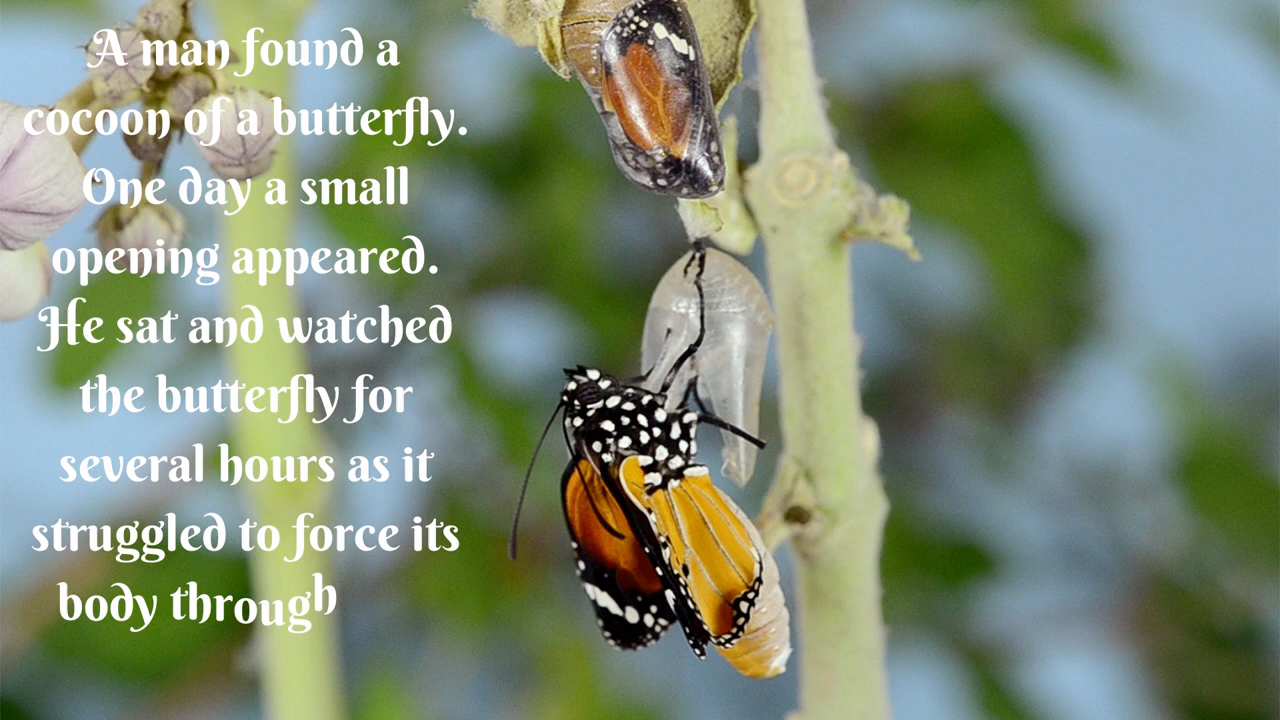 A man found a
cocoon of a butterfly.
One day a small
opening appeared.
He sat and watched
the butterfly for
several hours as it
struggled to force its
body through